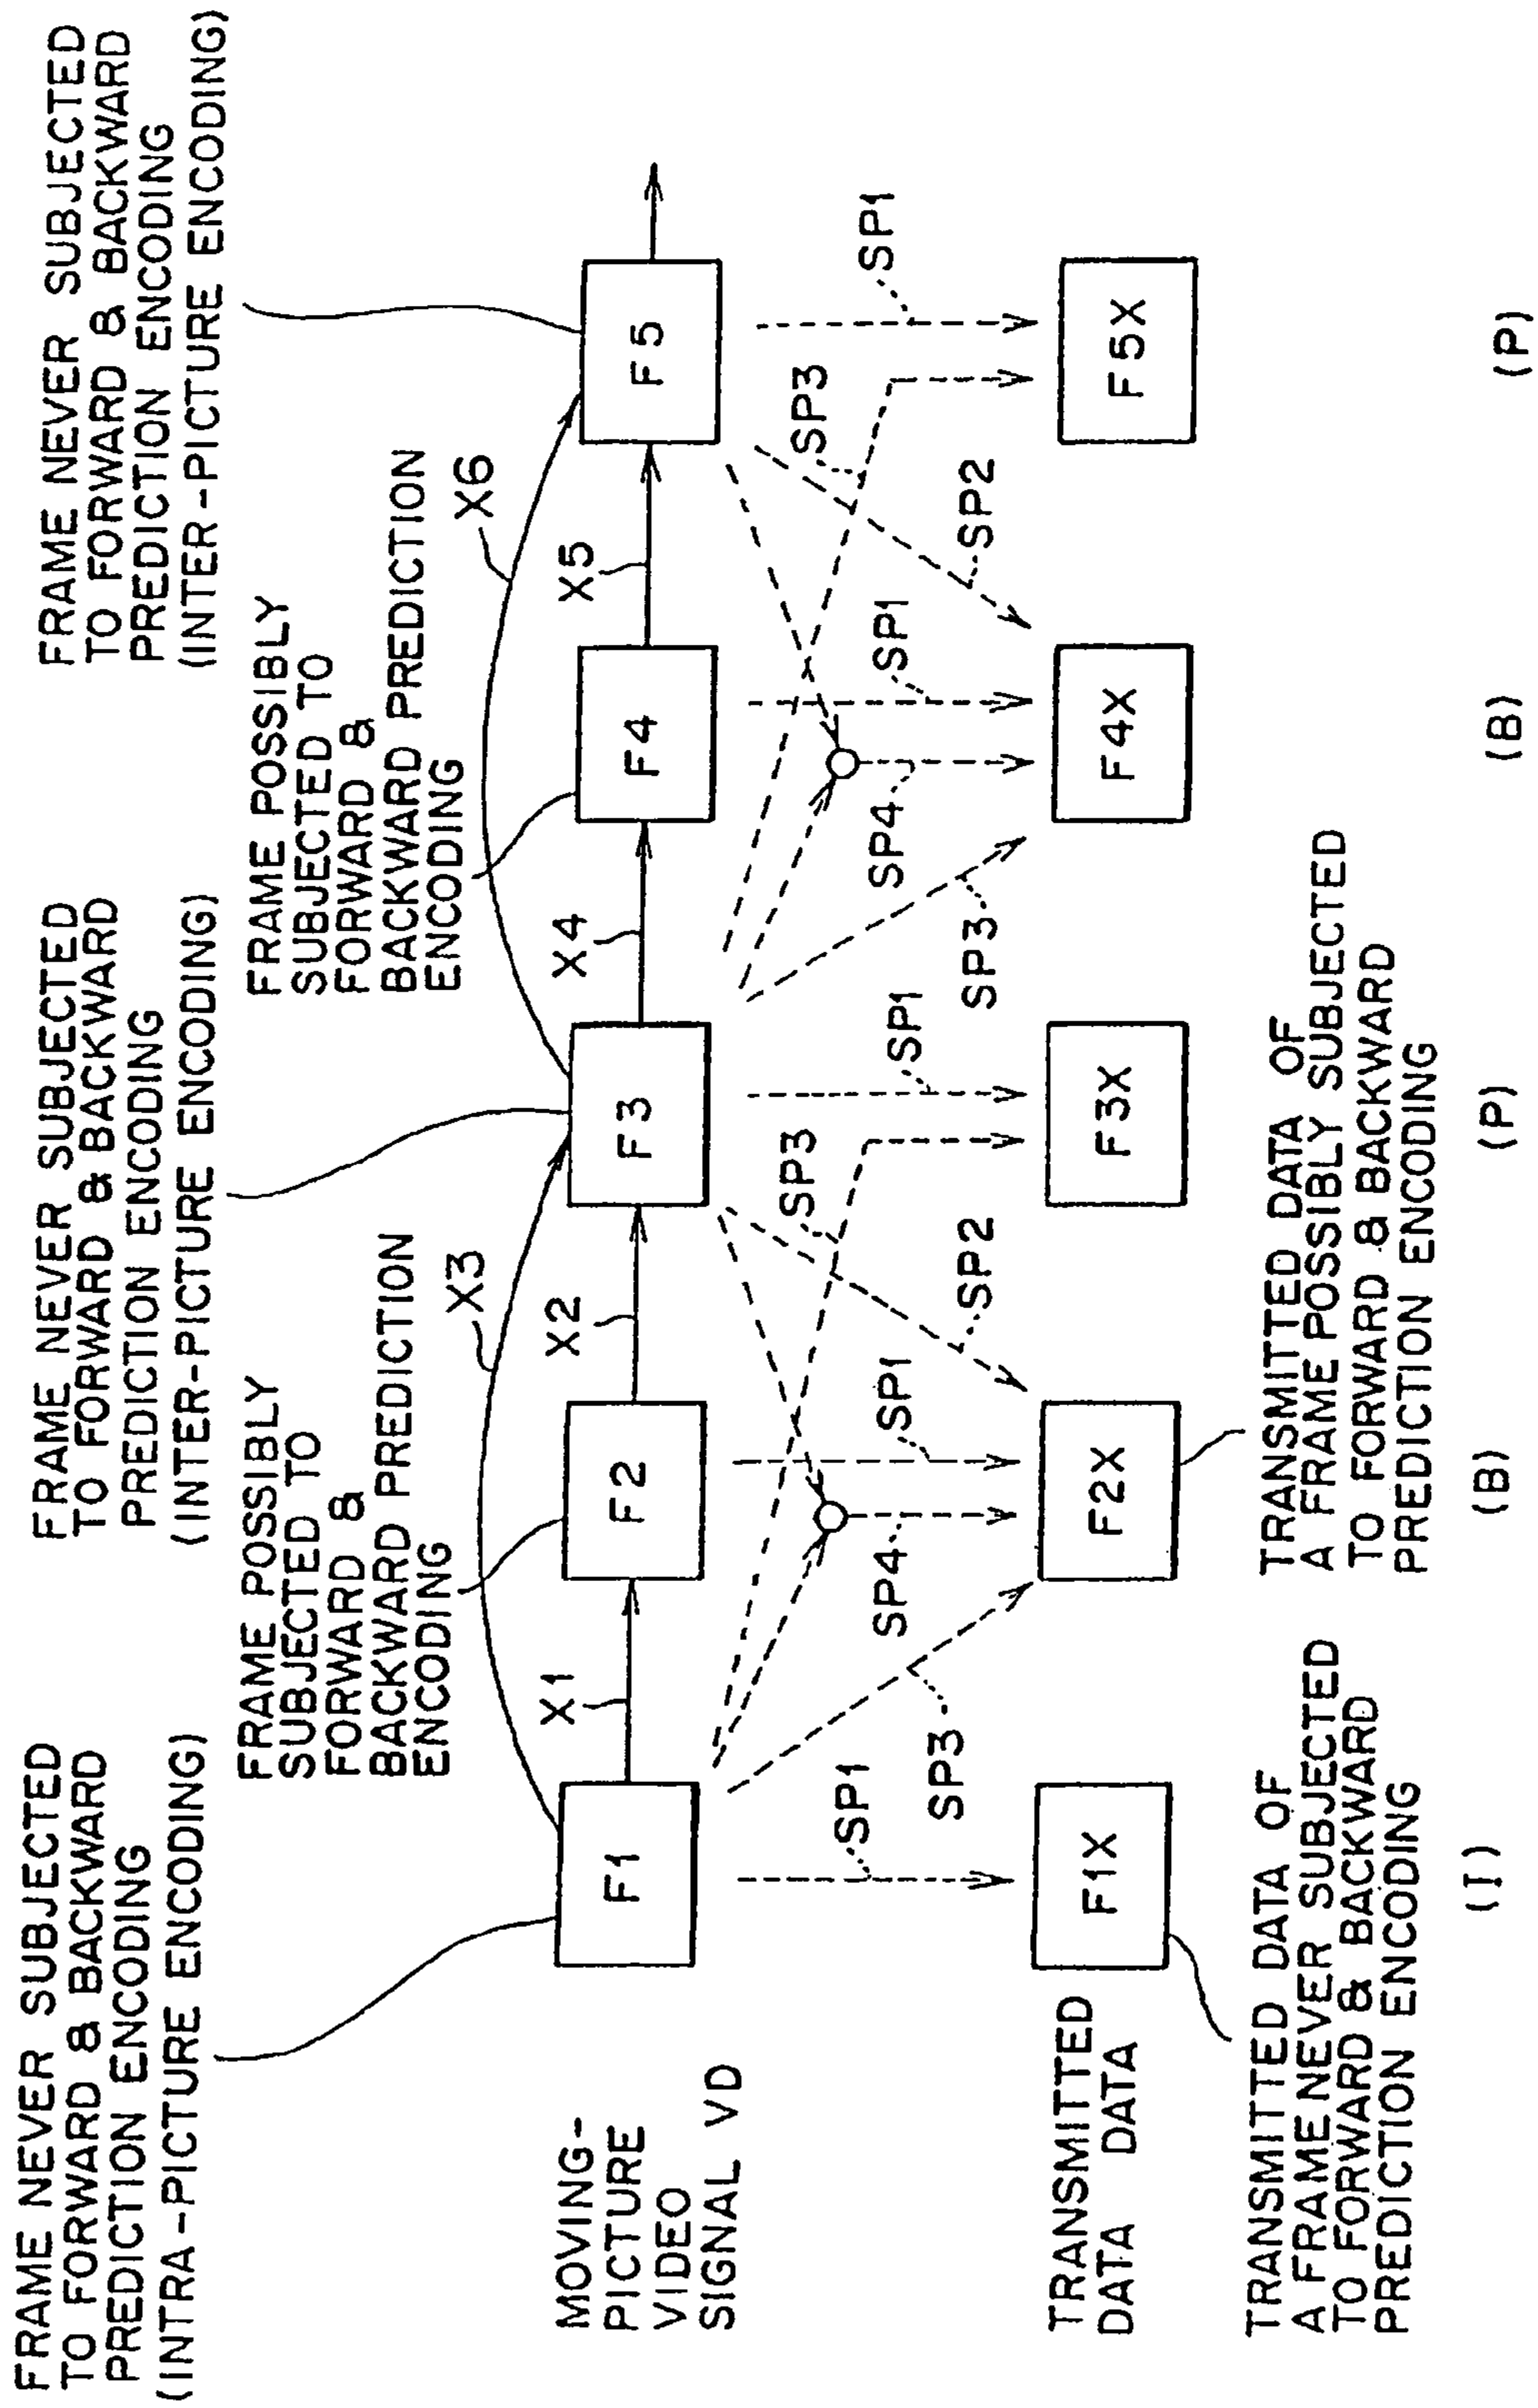 FRAME NEVER SUBJECTED
TO FORWARD & BACKWARD
PREDICTION ENCODING
(INTRA-PICTURE ENCODING)
FRAME NEVER SUBJECTED
TO FORWARD & BACKWARD
PREDICTION ENCODING
(INTER-PICTURE ENCODING)
FRAME NEVER SUBJECTED
TO FORWARD & BACKWARD
PREDICTION ENCODING
(INTER-PICTURE ENCODING)
FRAME POSSIBLY
SUBJECTED TO
FORWARD &
BACKWARD PREDICTION
ENCODING
FRAME POSSIBLY
SUBJECTED TO
FORWARD &
BACKWARD PREDICTION
ENCODING
X3
X6
X1
X2
X4
X5
MOVING-
PICTURE
VIDEO
SIGNAL VD
F1
F2
F3
F4
F5
SP1
SP3
SP4
SP1
SP3
SP2
SP1
SP3
SP4
SP1
SP3
SP2
SP1
TRANSMITTED
DATA DATA
F1X
F2X
F3X
F4X
F5X
TRANSMITTED DATA OF
A FRAME NEVER SUBJECTED
TO FORWARD & BACKWARD
PREDICTION ENCODING
TRANSMITTED DATA OF
A FRAME POSSIBLY SUBJECTED
TO FORWARD & BACKWARD
PREDICTION ENCODING
(I)
(B)
(P)
(B)
(P)